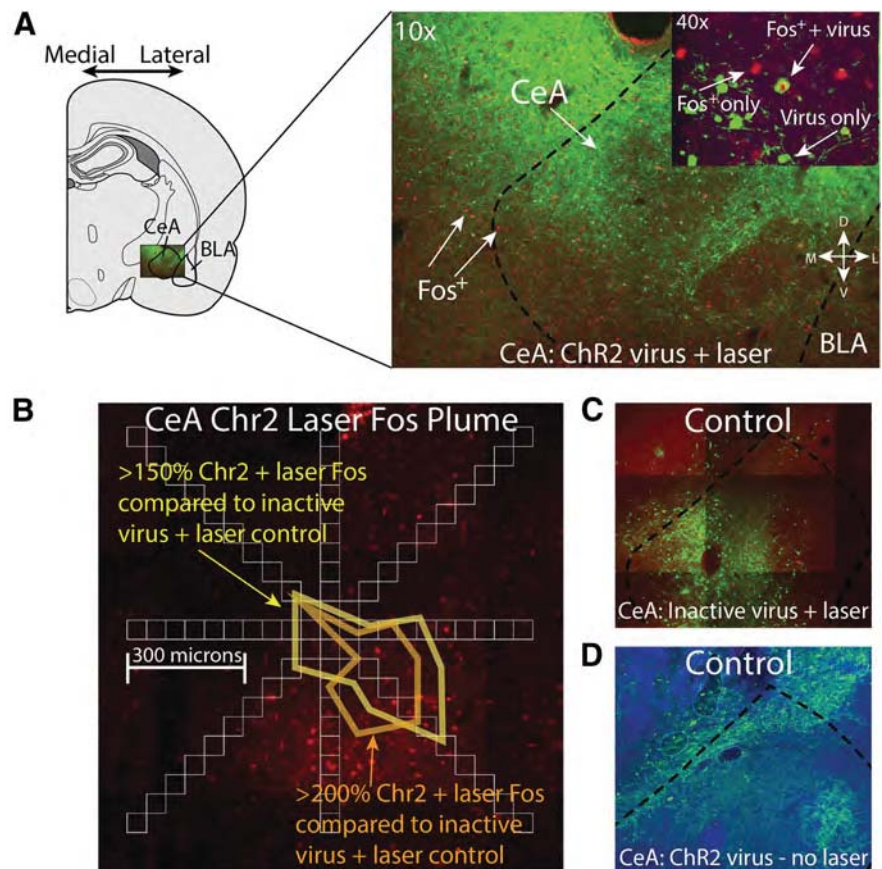 A
Medial Lateral
CeA
BLA
10x
CeA
Fos⁺
CeA: ChR2 virus + laser
BLA
40x
Fos⁺ + virus
Fos⁺only
Virus only
D
M L
V
B
CeA Chr2 Laser Fos Plume
>150% Chr2 + laser Fos
compared to inactive
virus + laser control
300 microns
>200% Chr2 + laser Fos
compared to inactive
virus + laser control
C
Control
CeA: Inactive virus + laser
D
Control
CeA: ChR2 virus - no laser